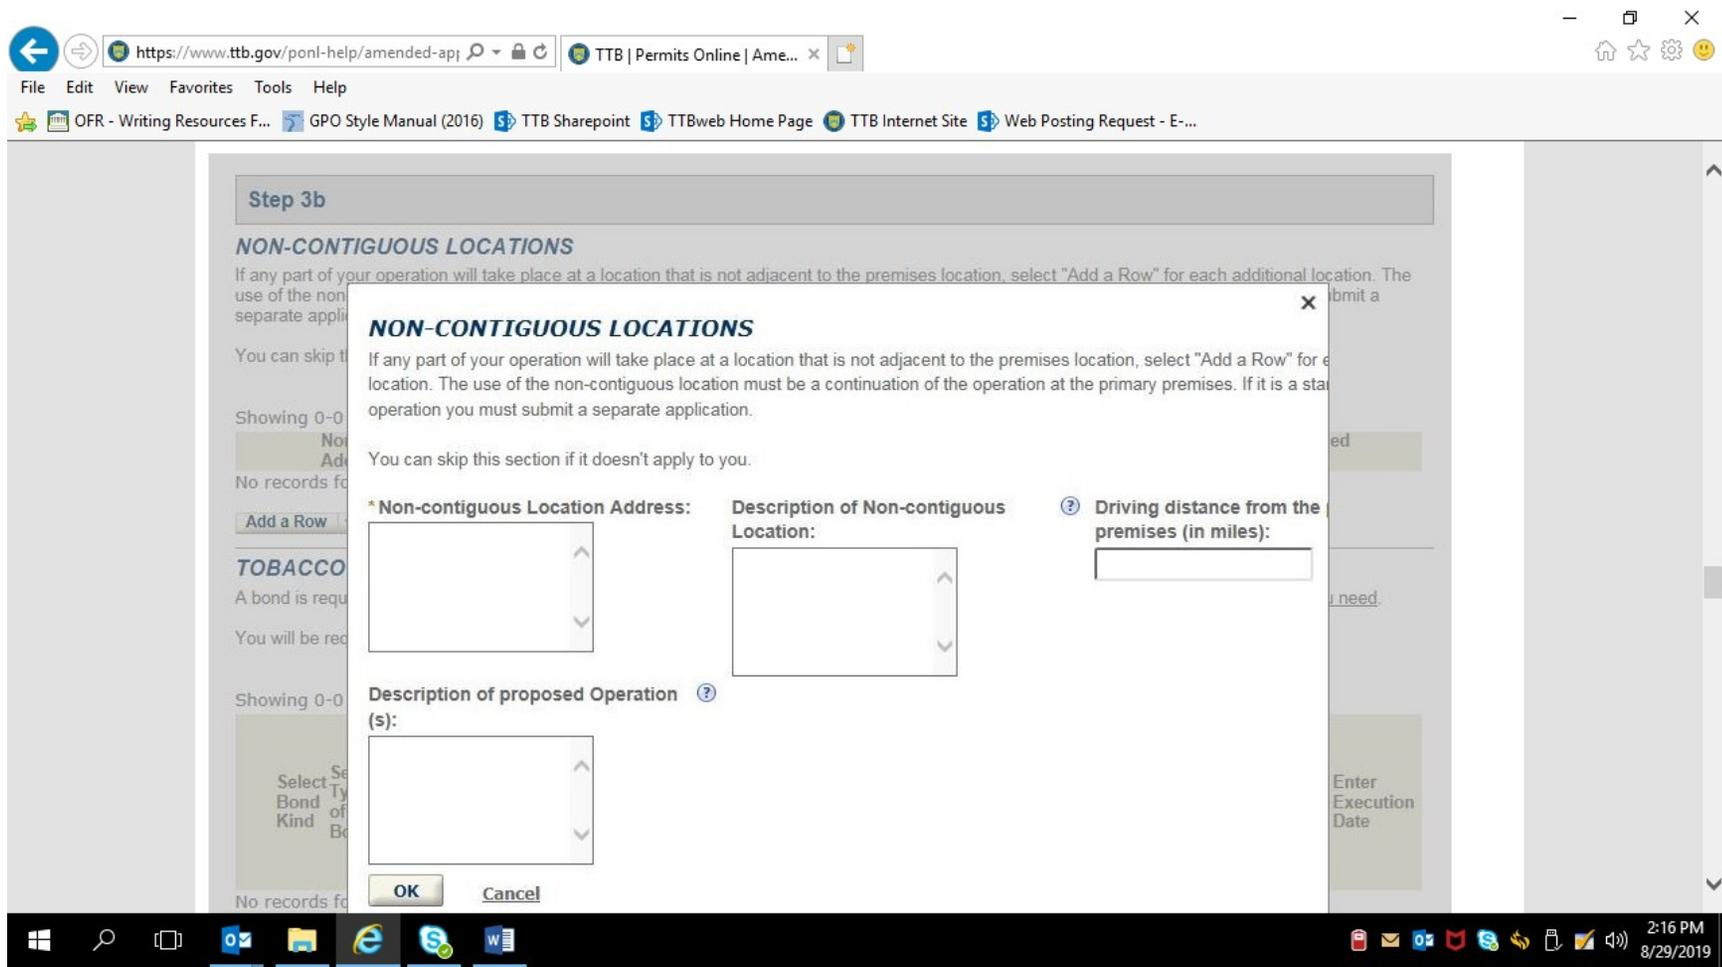 https://www.ttb.gov/ponl-help/amended-ap
TTB | Permits Online | Ame...
File Edit View Favorites Tools Help
OFR - Writing Resources F... GPO Style Manual (2016) TTB Sharepoint TTBweb Home Page TTB Internet Site Web Posting Request - E-...
Step 3b
NON-CONTIGUOUS LOCATIONS
If any part of your operation will take place at a location that is not adjacent to the premises location, select "Add a Row" for each additional location. The
use of the non
separate appli
You can skip
Showing 0-0
No records fo
Add a Row
TOBACCO
A bond is requ
u need.
You will be req
Showing 0-0
Select
Bond
Kind
of
Enter
Execution
Date
No records fo
NON-CONTIGUOUS LOCATIONS
If any part of your operation will take place at a location that is not adjacent to the premises location, select "Add a Row" for e
location. The use of the non-contiguous location must be a continuation of the operation at the primary premises. If it is a sta
operation you must submit a separate application.
You can skip this section if it doesn't apply to you.
* Non-contiguous Location Address:
Description of Non-contiguous
Location:
Driving distance from the
premises (in miles):
Description of proposed Operation
(s):
OK Cancel
2:16 PM
8/29/2019